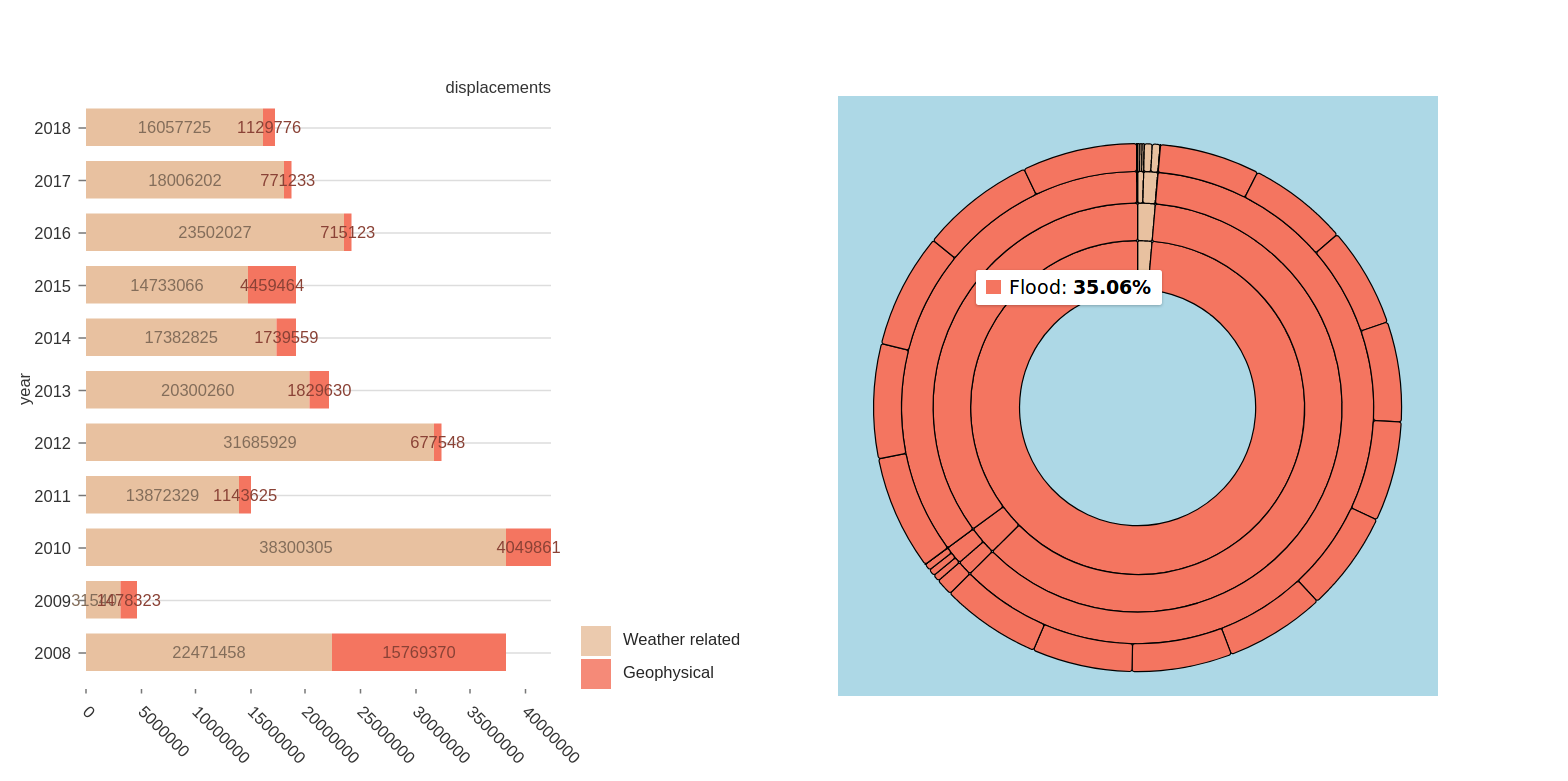 displacements
2018 16057725 1129776
2017 18006202 771233
2016 23502027 715123
2015 14733066 4459464
2014 17382825 1739559
year
2013 20300260 1829630
2012 31685929 677548
2011 13872329 1143625
2010 38300305 4049861
2009 1478323
2008 22471458 15769370
0 5000000 10000000 15000000 20000000 25000000 30000000 35000000 40000000
Weather related
Geophysical
Flood: 35.06%